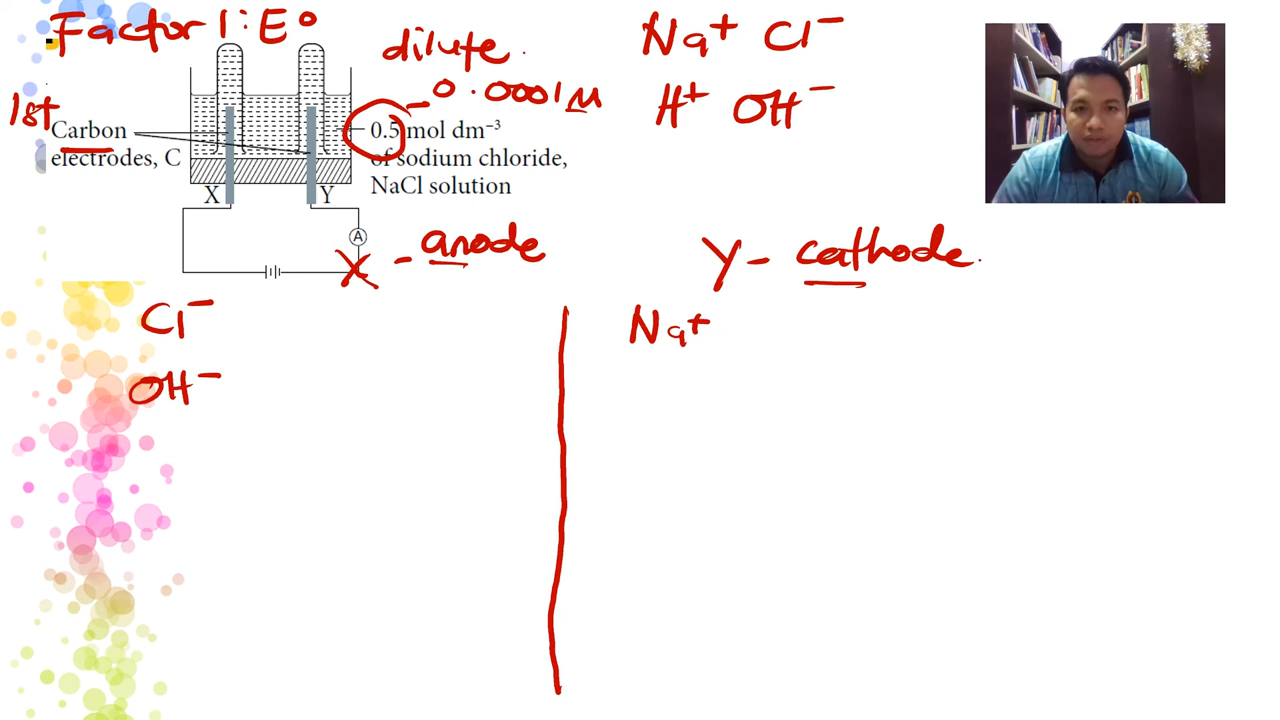 Factor 1: E°
dilute.
0.0001M
1st
Carbon
electrodes, C
0.5 mol dm⁻³
of sodium chloride,
NaCl solution
X
Y
A
Na⁺ Cl⁻
H⁺ OH⁻
X - anode
Y - cathode.
Cl⁻
OH⁻
Na⁺